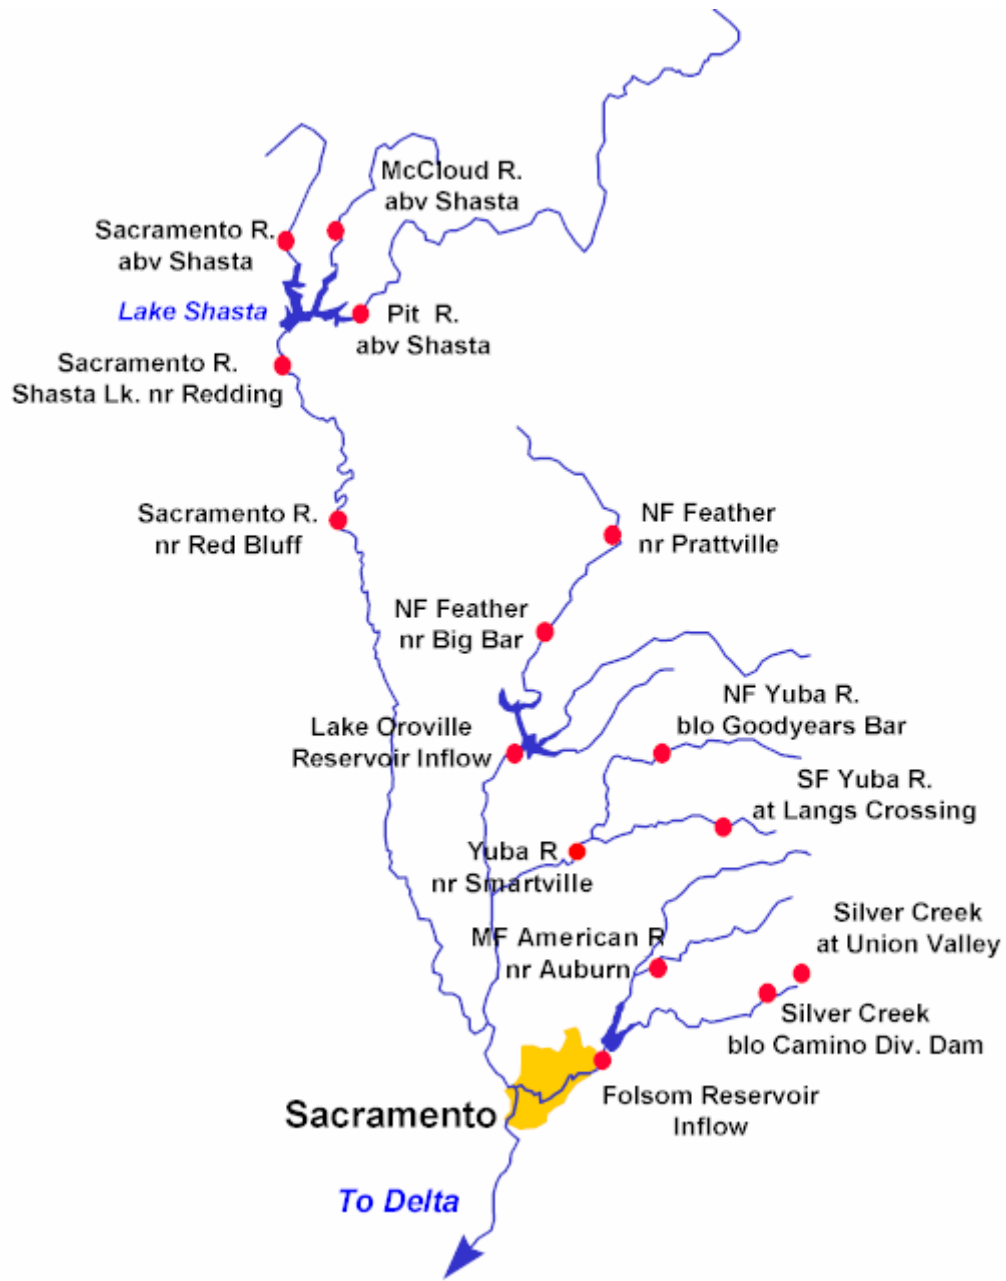 McCloud R.
abv Shasta
Sacramento R.
abv Shasta
Lake Shasta
Pit R.
abv Shasta
Sacramento R.
Shasta Lk. nr Redding
Sacramento R.
nr Red Bluff
NF Feather
nr Prattville
NF Feather
nr Big Bar
Lake Oroville
Reservoir Inflow
NF Yuba R.
blo Goodyears Bar
SF Yuba R.
at Langs Crossing
Yuba R.
nr Smartville
MF American R
nr Auburn
Silver Creek
at Union Valley
Silver Creek
blo Camino Div. Dam
Folsom Reservoir
Inflow
Sacramento
To Delta